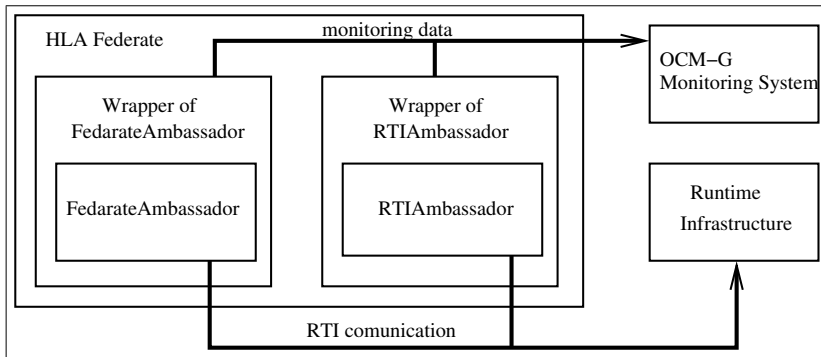 monitoring data
HLA Federate
OCM−G
Monitoring System
Wrapper of
FedarateAmbassador
Wrapper of
RTIAmbassador
FedarateAmbassador
RTIAmbassador
Runtime
Infrastructure
RTI comunication